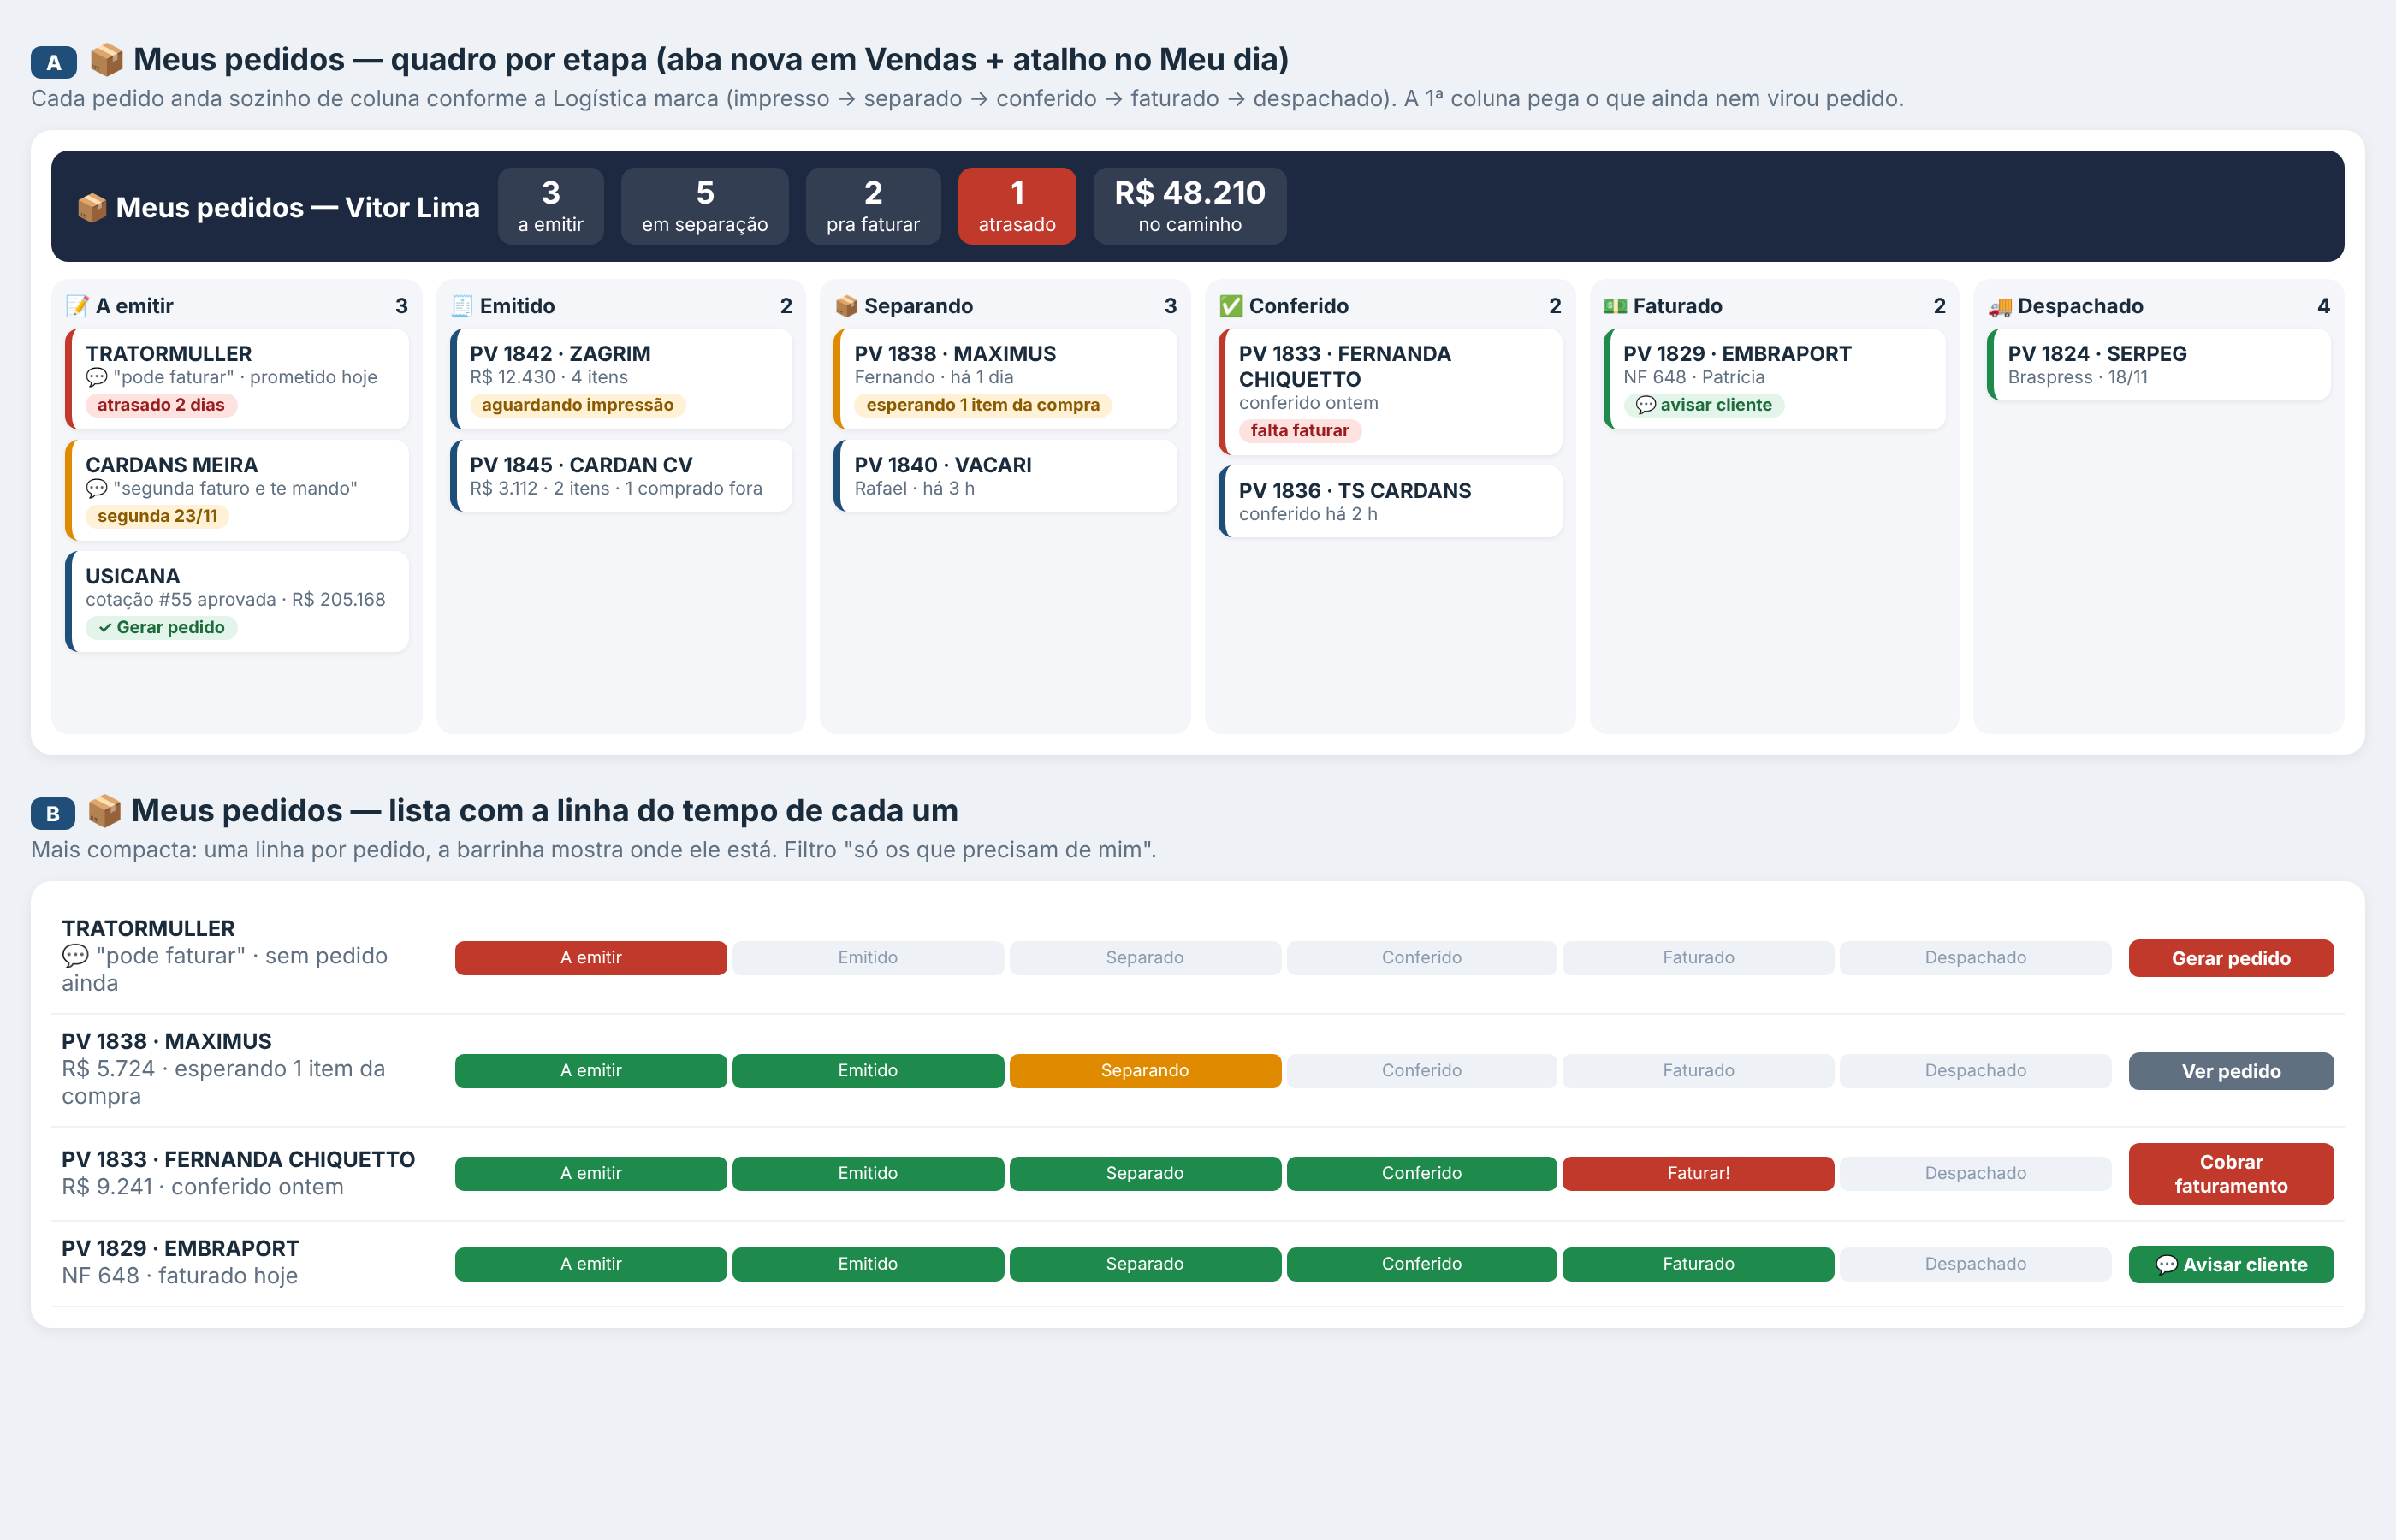 A 📦 Meus pedidos — quadro por etapa (aba nova em Vendas + atalho no Meu dia)
Cada pedido anda sozinho de coluna conforme a Logística marca (impresso → separado → conferido → faturado → despachado). A 1ª coluna pega o que ainda nem virou pedido.
📦 Meus pedidos — Vitor Lima
3
a emitir
5
em separação
2
pra faturar
1
atrasado
R$ 48.210
no caminho
📝 A emitir 3
TRATORMULLER
💬 "pode faturar" · prometido hoje
atrasado 2 dias
CARDANS MEIRA
💬 "segunda faturo e te mando"
segunda 23/11
USICANA
cotação #55 aprovada · R$ 205.168
✓ Gerar pedido
🧾 Emitido 2
PV 1842 · ZAGRIM
R$ 12.430 · 4 itens
aguardando impressão
PV 1845 · CARDAN CV
R$ 3.112 · 2 itens · 1 comprado fora
📦 Separando 3
PV 1838 · MAXIMUS
Fernando · há 1 dia
esperando 1 item da compra
PV 1840 · VACARI
Rafael · há 3 h
✅ Conferido 2
PV 1833 · FERNANDA
CHIQUETTO
conferido ontem
falta faturar
PV 1836 · TS CARDANS
conferido há 2 h
💵 Faturado 2
PV 1829 · EMBRAPORT
NF 648 · Patrícia
💬 avisar cliente
🚚 Despachado 4
PV 1824 · SERPEG
Braspress · 18/11
B 📦 Meus pedidos — lista com a linha do tempo de cada um
Mais compacta: uma linha por pedido, a barrinha mostra onde ele está. Filtro "só os que precisam de mim".
TRATORMULLER
💬 "pode faturar" · sem pedido
ainda
A emitir Emitido Separado Conferido Faturado Despachado
Gerar pedido
PV 1838 · MAXIMUS
R$ 5.724 · esperando 1 item da
compra
A emitir Emitido Separando Conferido Faturado Despachado
Ver pedido
PV 1833 · FERNANDA CHIQUETTO
R$ 9.241 · conferido ontem
A emitir Emitido Separado Conferido Faturar! Despachado
Cobrar
faturamento
PV 1829 · EMBRAPORT
NF 648 · faturado hoje
A emitir Emitido Separado Conferido Faturado Despachado
💬 Avisar cliente